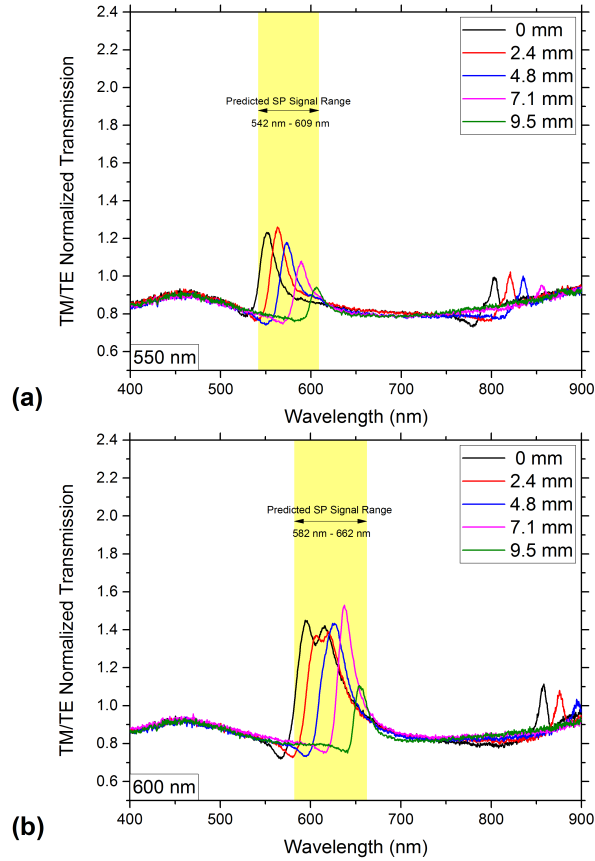 2.4
2.2
2.0
1.8
1.6
1.4
1.2
1.0
0.8
0.6
TM/TE Normalized Transmission
0 mm
2.4 mm
4.8 mm
7.1 mm
9.5 mm
Predicted SP Signal Range
542 nm - 609 nm
550 nm
400 500 600 700 800 900
Wavelength (nm)
(a)
2.4
2.2
2.0
1.8
1.6
1.4
1.2
1.0
0.8
0.6
TM/TE Normalized Transmission
0 mm
2.4 mm
4.8 mm
7.1 mm
9.5 mm
Predicted SP Signal Range
582 nm - 662 nm
600 nm
400 500 600 700 800 900
Wavelength (nm)
(b)